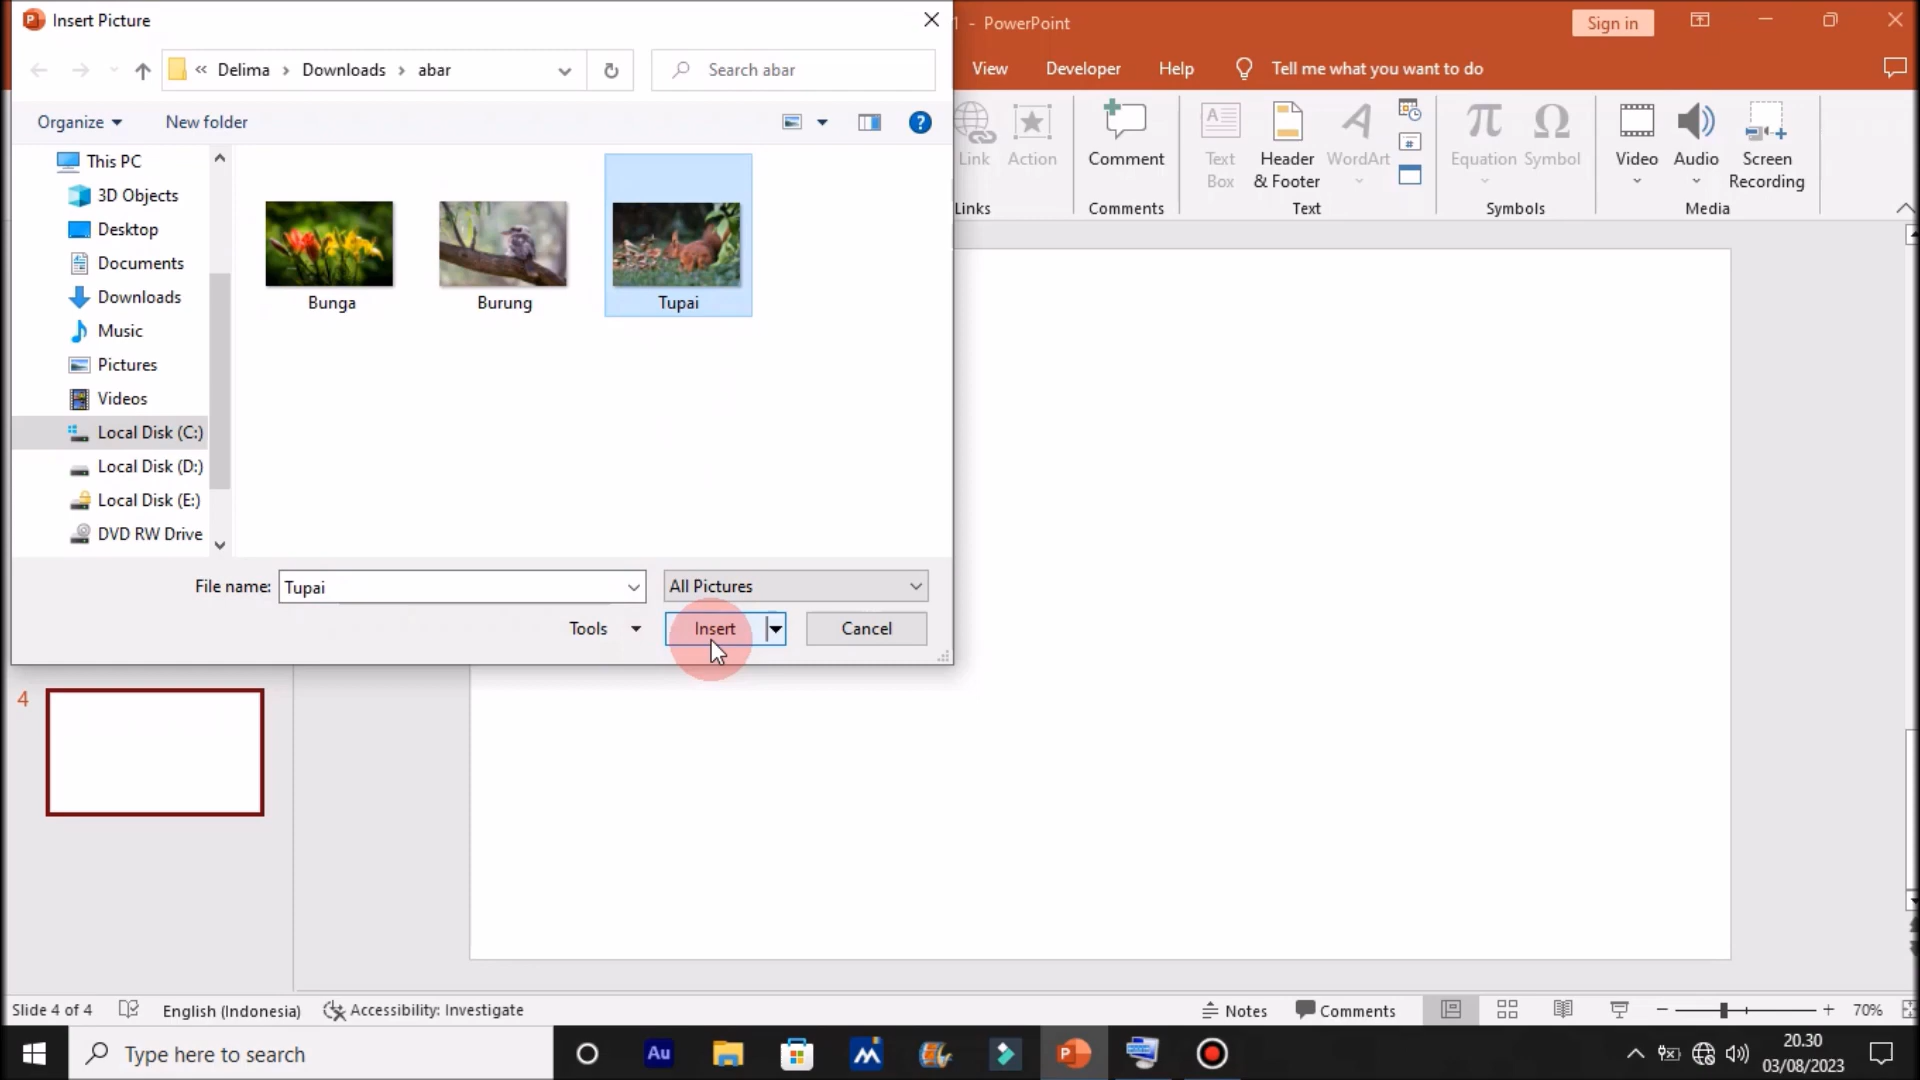 Insert Picture
1 - PowerPoint
Sign in
« Delima › Downloads › abar
Search abar
View
Developer
Help
Tell me what you want to do
Organize
New folder
Link
Action
Comment
Text
Box
Header
& Footer
WordArt
Equation
Symbol
Video
Audio
Screen
Recording
Links
Comments
Text
Symbols
Media
This PC
3D Objects
Desktop
Documents
Downloads
Music
Pictures
Videos
Local Disk (C:)
Local Disk (D:)
Local Disk (E:)
DVD RW Drive
Bunga
Burung
Tupai
File name:
Tupai
All Pictures
Tools
Insert
Cancel
4
Slide 4 of 4
English (Indonesia)
Accessibility: Investigate
Notes
Comments
70%
Type here to search
Au
20.30
03/08/2023